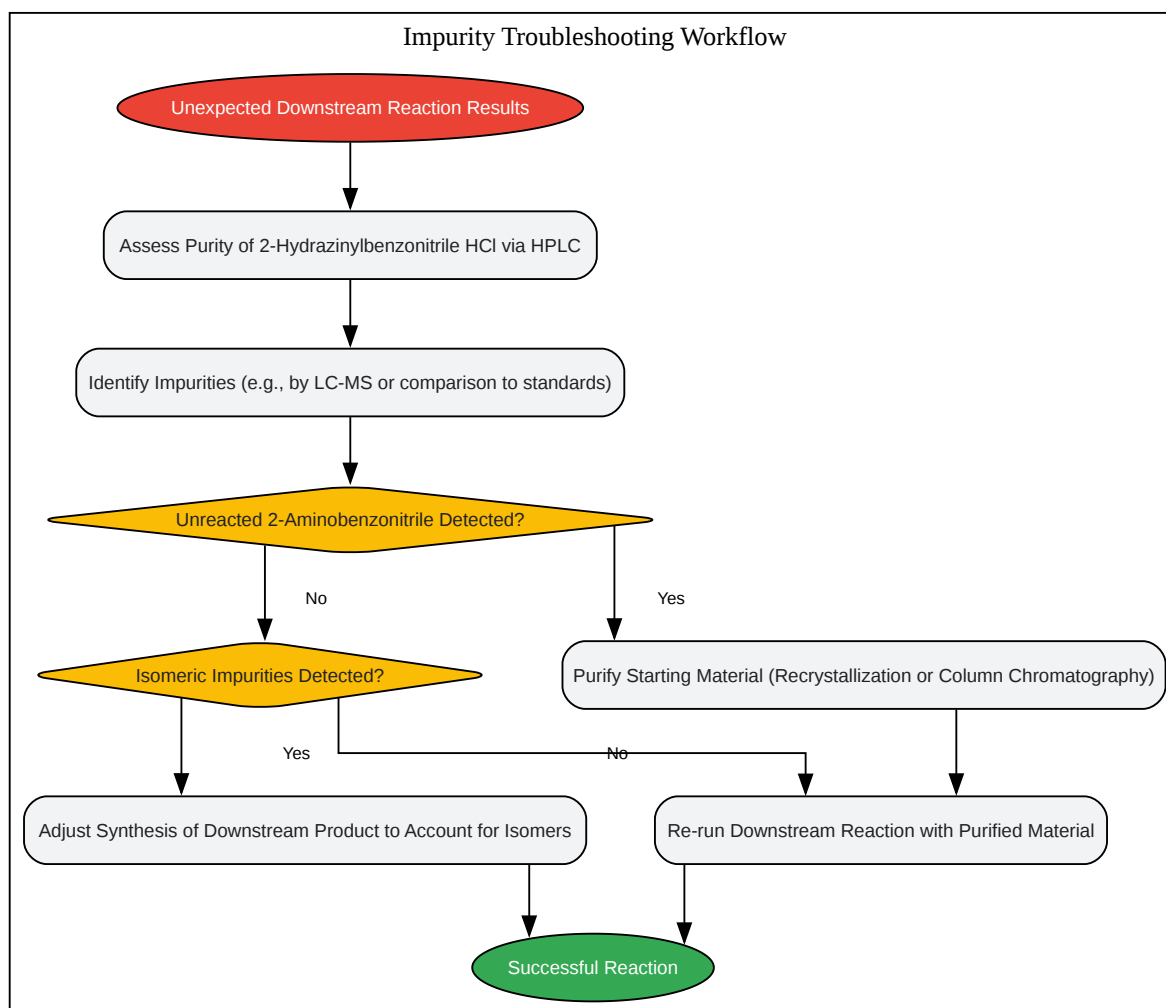 Impurity Troubleshooting Workflow
Unexpected Downstream Reaction Results
Assess Purity of 2-Hydrazinylbenzonitrile HCl via HPLC
Identify Impurities (e.g., by LC-MS or comparison to standards)
Unreacted 2-Aminobenzonitrile Detected?
No
Yes
Isomeric Impurities Detected?
Purify Starting Material (Recrystallization or Column Chromatography)
Yes
No
Adjust Synthesis of Downstream Product to Account for Isomers
Re-run Downstream Reaction with Purified Material
Successful Reaction